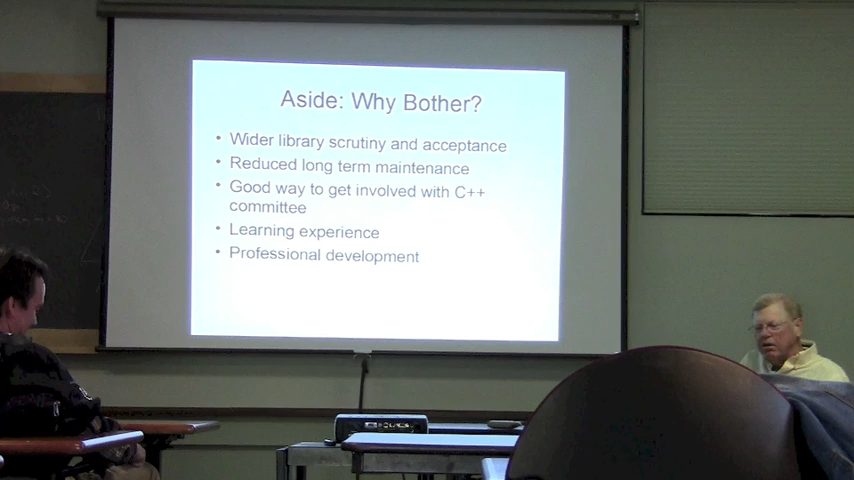 Aside: Why Bother?
• Wider library scrutiny and acceptance
• Reduced long term maintenance
• Good way to get involved with C++
committee
• Learning experience
• Professional development